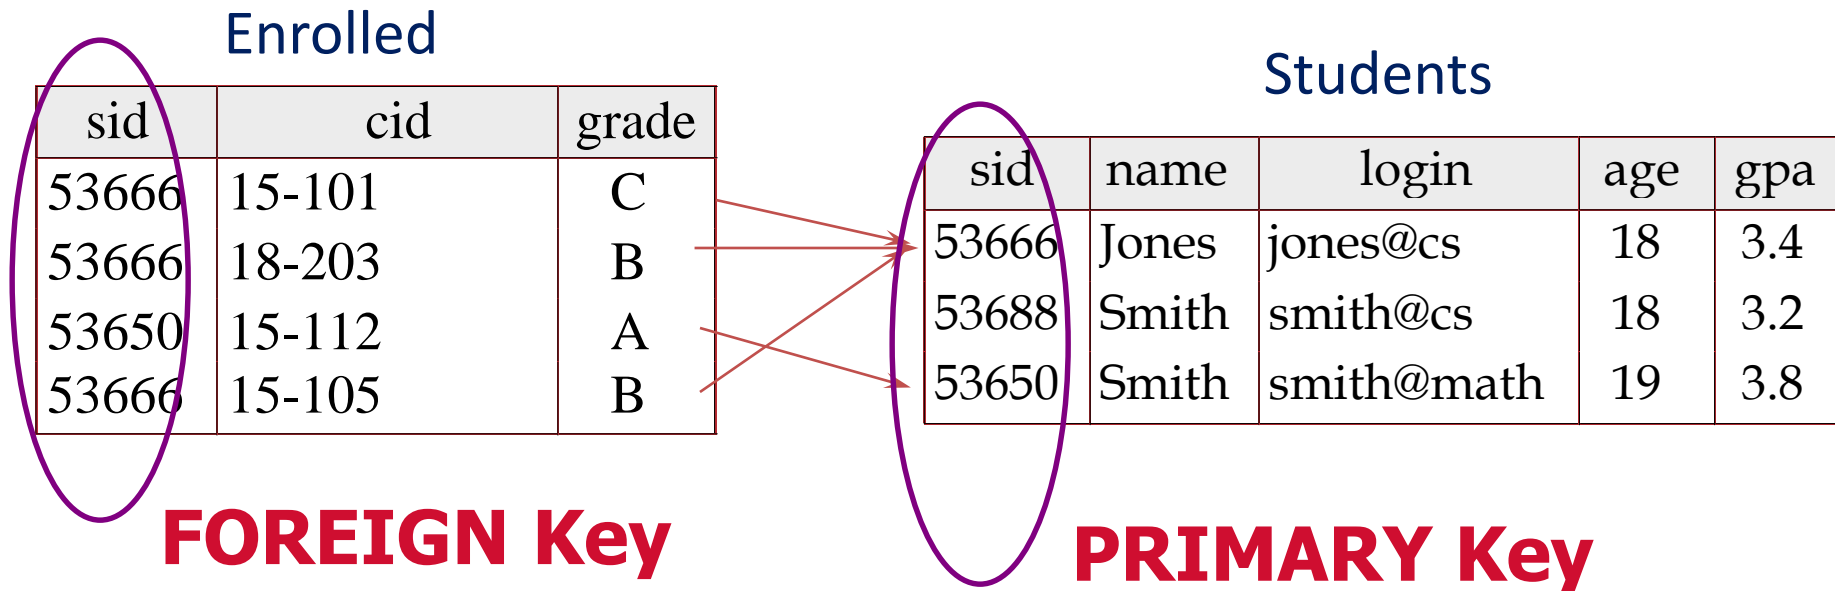 Enrolled
sid cid grade
53666 15-101 C
53666 18-203 B
53650 15-112 A
53666 15-105 B
FOREIGN Key
Students
sid name login age gpa
53666 Jones jones@cs 18 3.4
53688 Smith smith@cs 18 3.2
53650 Smith smith@math 19 3.8
PRIMARY Key